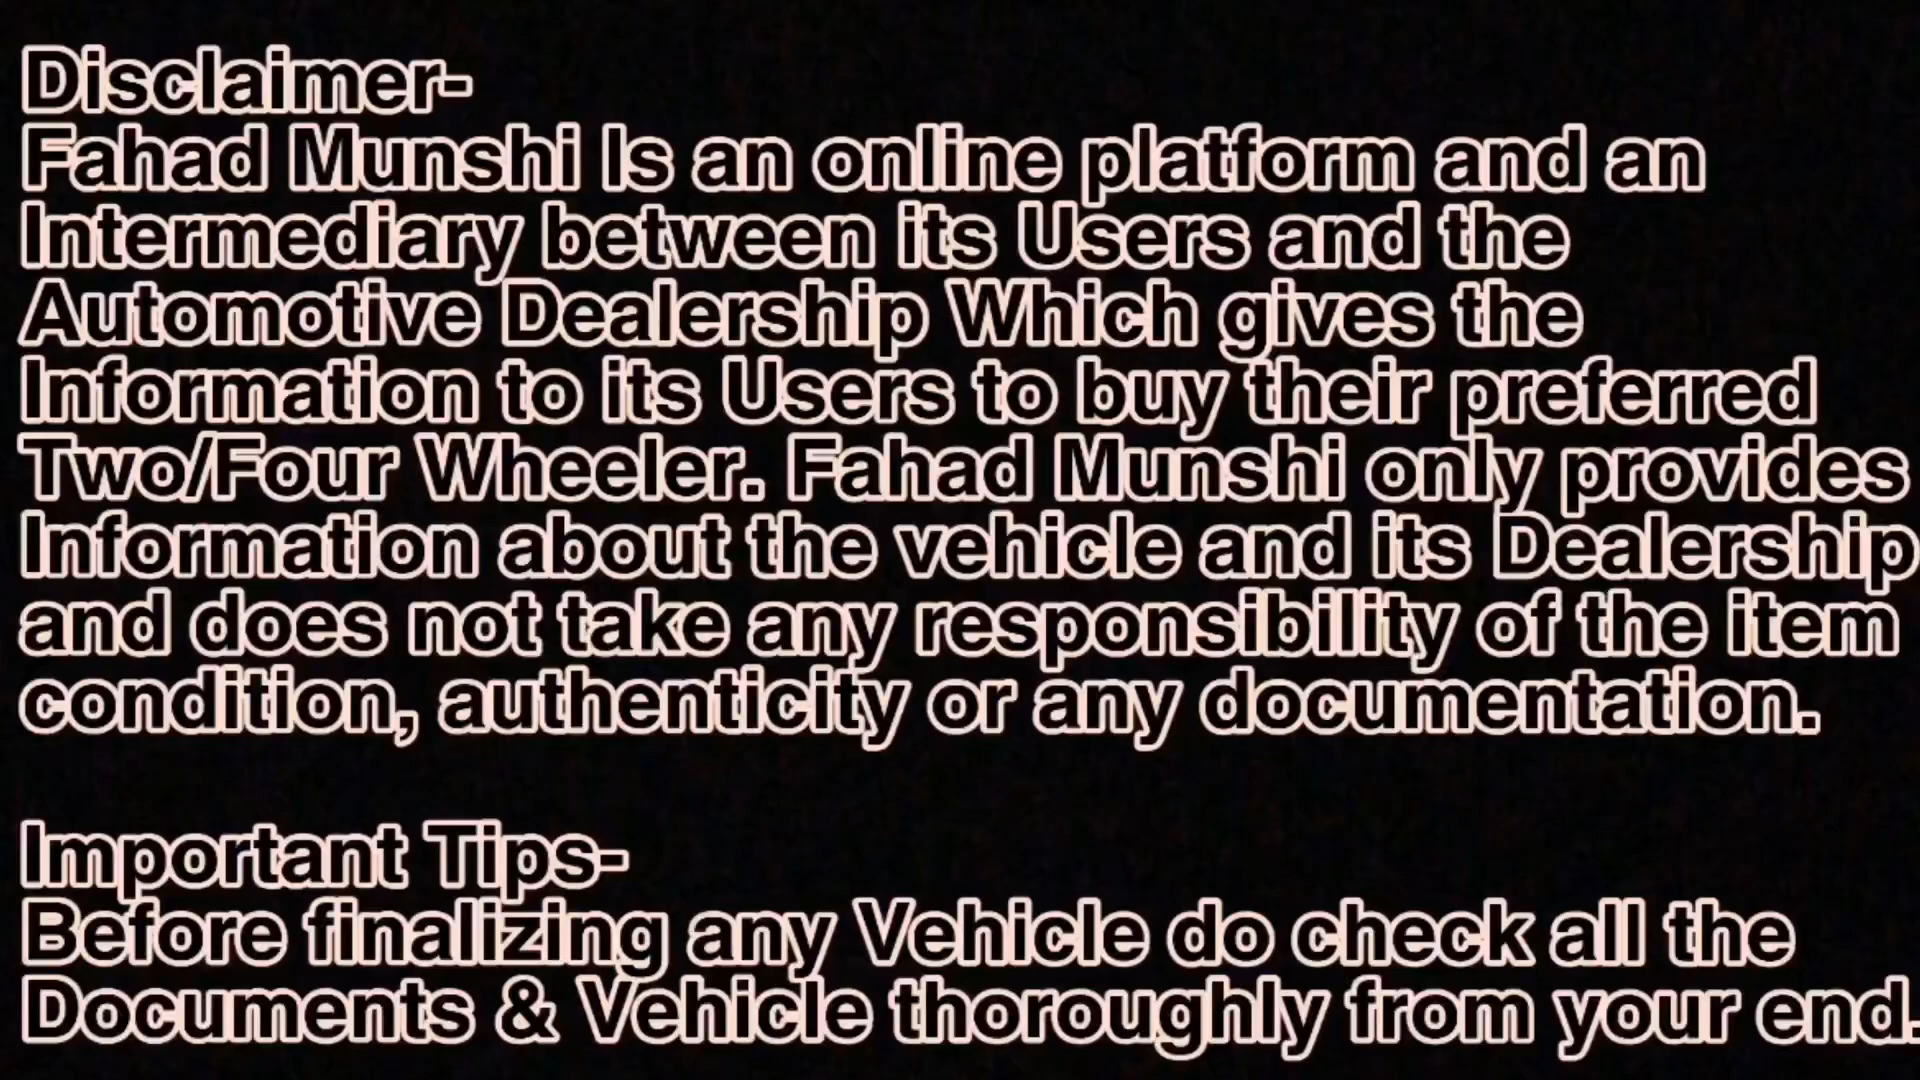 Disclaimer-
Fahad Munshi Is an online platform and an
Intermediary between its Users and the
Automotive Dealership Which gives the
Information to its Users to buy their preferred
Two/Four Wheeler. Fahad Munshi only provides
Information about the vehicle and its Dealership
and does not take any responsibility of the item
condition, authenticity or any documentation.
Important Tips-
Before finalizing any Vehicle do check all the
Documents & Vehicle thoroughly from your end.